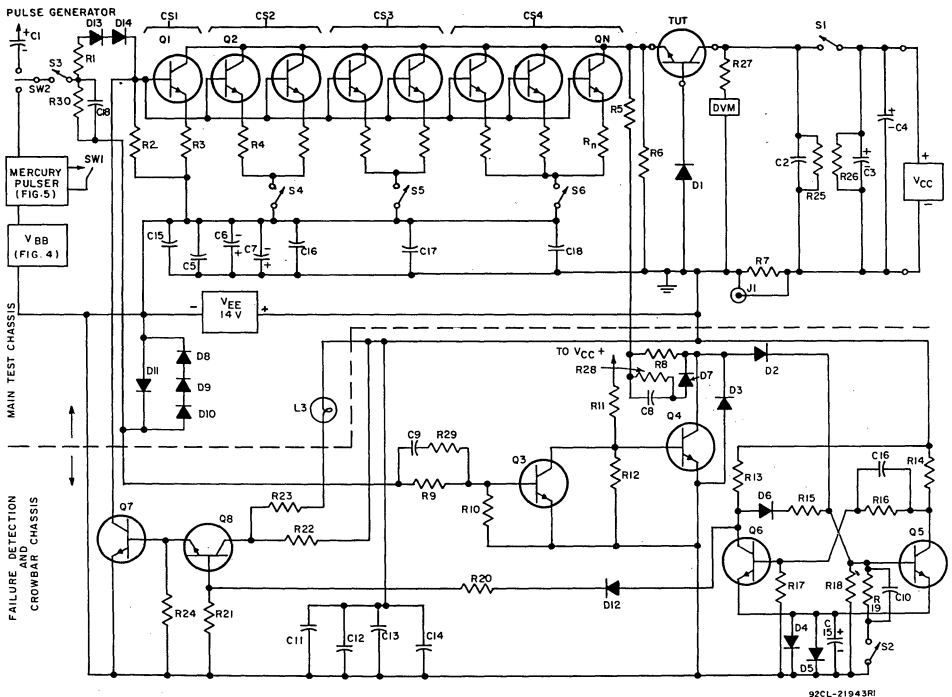 PULSE GENERATOR
C1
+
-
D13
D14
CS1
CS2
CS3
CS4
Q1
Q2
QN
TUT
S1
S3
R1
SW2
R30
C18
R2
R3
R4
Rn
R5
R6
R27
DVM
D1
C2
R25
R26
C3
C4
+
-
+
VCC
-
SW1
MERCURY
PULSER
(FIG-5)
VBB
(FIG. 4)
S4
S5
S6
C15
C5
C6
-
+
C7
-
+
C16
C17
C18
R7
J1
- VEE +
14 V
MAIN TEST CHASSIS
D11
D8
D9
D10
L3
TO VCC +
R28
R8
D7
C8
D2
D3
R11
Q4
C9
R29
R9
R10
Q3
R12
R13
R14
C16
D6
R15
R16
Q6
Q5
FAILURE DETECTION
AND
CROWBAR CHASSIS
Q7
Q8
R23
R22
R24
R21
R20
D12
R17
R18
R
19
C10
C11
C12
C13
C14
D4
D5
C
15
+
-
S2
92CL-21943R1